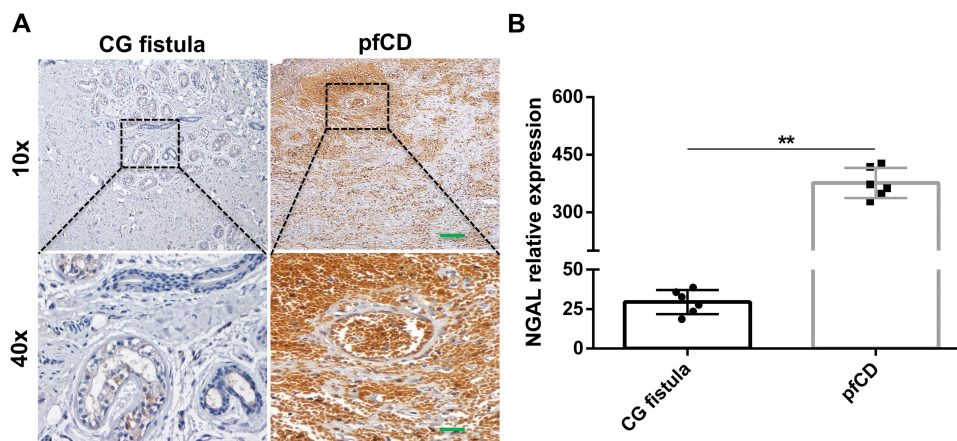 A
CG fistula
pfCD
10x
40x
B
NGAL relative expression
600
450
300
50
25
0
**
CG fistula
pfCD